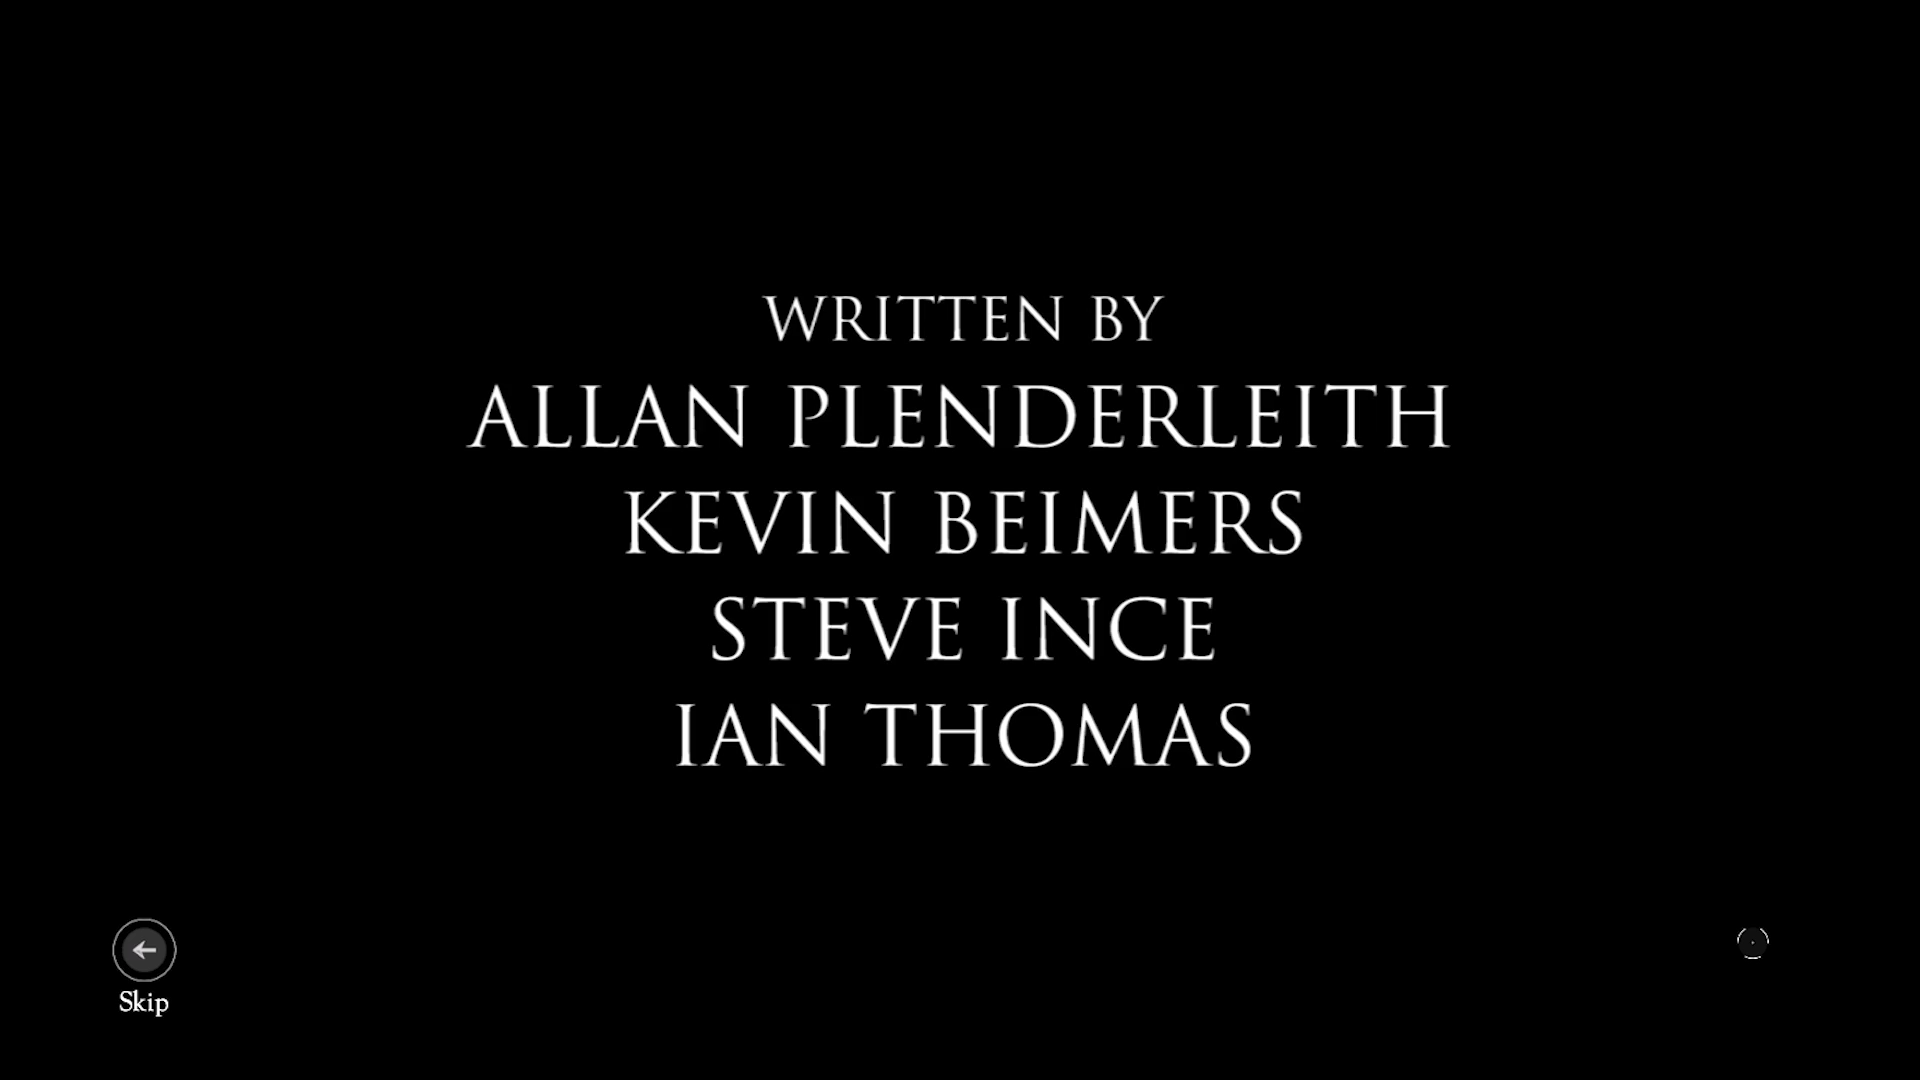 WRITTEN BY
ALLAN PLENDERLEITH
KEVIN BEIMERS
STEVE INCE
IAN THOMAS
Skip